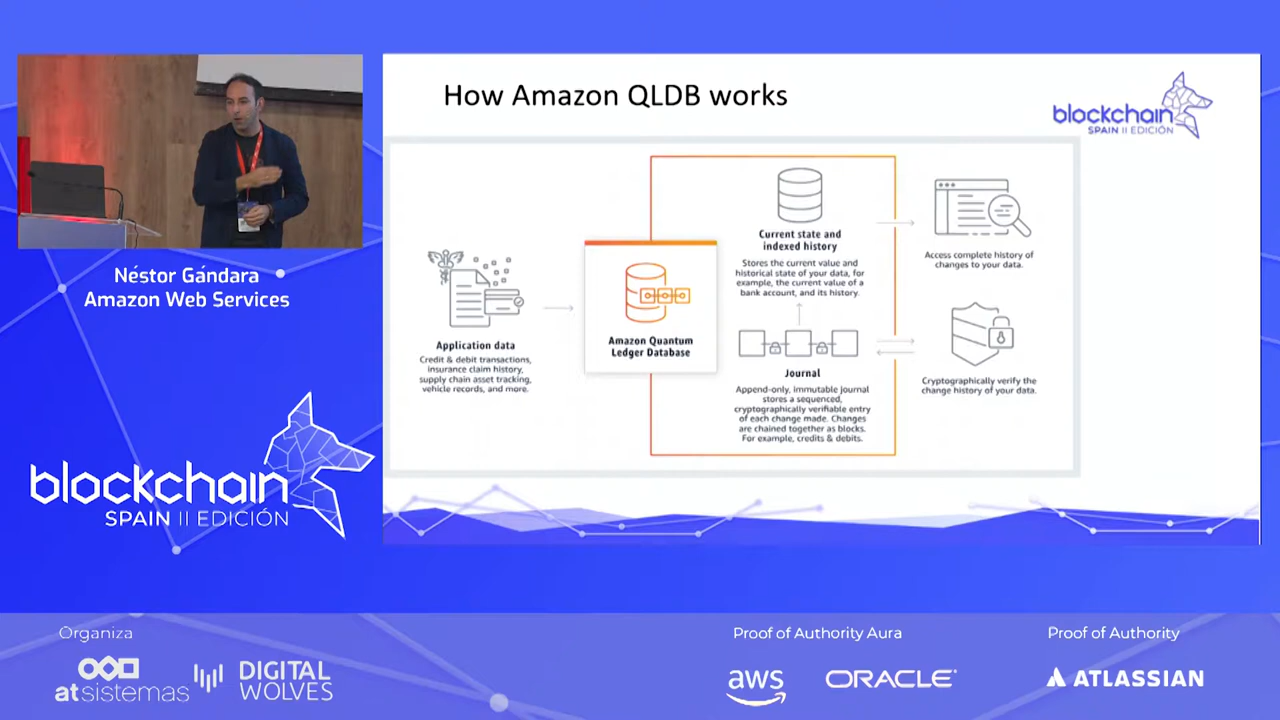 How Amazon QLDB works
blockchain
SPAIN II EDICIÓN
Application data
Credit & debit transactions,
insurance claim history,
supply chain asset tracking,
vehicle records, and more.
Amazon Quantum
Ledger Database
Current state and
indexed history
Stores the current value and
historical state of your data, for
example, the current value of a
bank account, and its history.
Journal
Append-only, immutable journal
stores a sequenced,
cryptographically verifiable entry
of each change made. Changes
are chained together as blocks.
For example, credits & debits.
Access complete history of
changes to your data.
Cryptographically verify the
change history of your data.
Néstor Gándara
Amazon Web Services
blockchain
SPAIN II EDICIÓN
Organiza
atsistemas
DIGITAL
WOLVES
Proof of Authority Aura
aws
ORACLE
Proof of Authority
ATLASSIAN